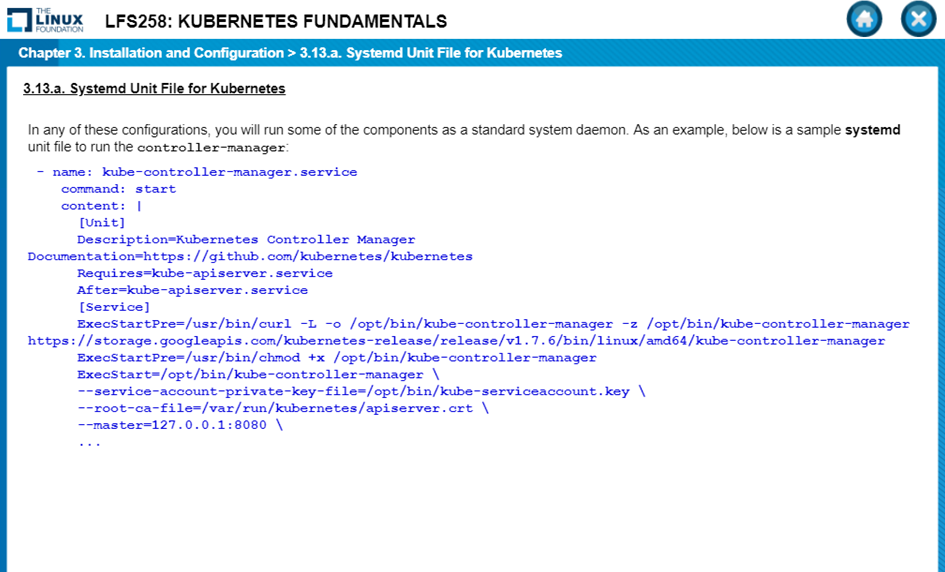 THE
LINUX
FOUNDATION
LFS258: KUBERNETES FUNDAMENTALS
Chapter 3. Installation and Configuration > 3.13.a. Systemd Unit File for Kubernetes
3.13.a. Systemd Unit File for Kubernetes
In any of these configurations, you will run some of the components as a standard system daemon. As an example, below is a sample systemd
unit file to run the controller-manager:
- name: kube-controller-manager.service
command: start
content: |
[Unit]
Description=Kubernetes Controller Manager
Documentation=https://github.com/kubernetes/kubernetes
Requires=kube-apiserver.service
After=kube-apiserver.service
[Service]
ExecStartPre=/usr/bin/curl -L -o /opt/bin/kube-controller-manager -z /opt/bin/kube-controller-manager
https://storage.googleapis.com/kubernetes-release/release/v1.7.6/bin/linux/amd64/kube-controller-manager
ExecStartPre=/usr/bin/chmod +x /opt/bin/kube-controller-manager
ExecStart=/opt/bin/kube-controller-manager \
--service-account-private-key-file=/opt/bin/kube-serviceaccount.key \
--root-ca-file=/var/run/kubernetes/apiserver.crt \
--master=127.0.0.1:8080 \
...